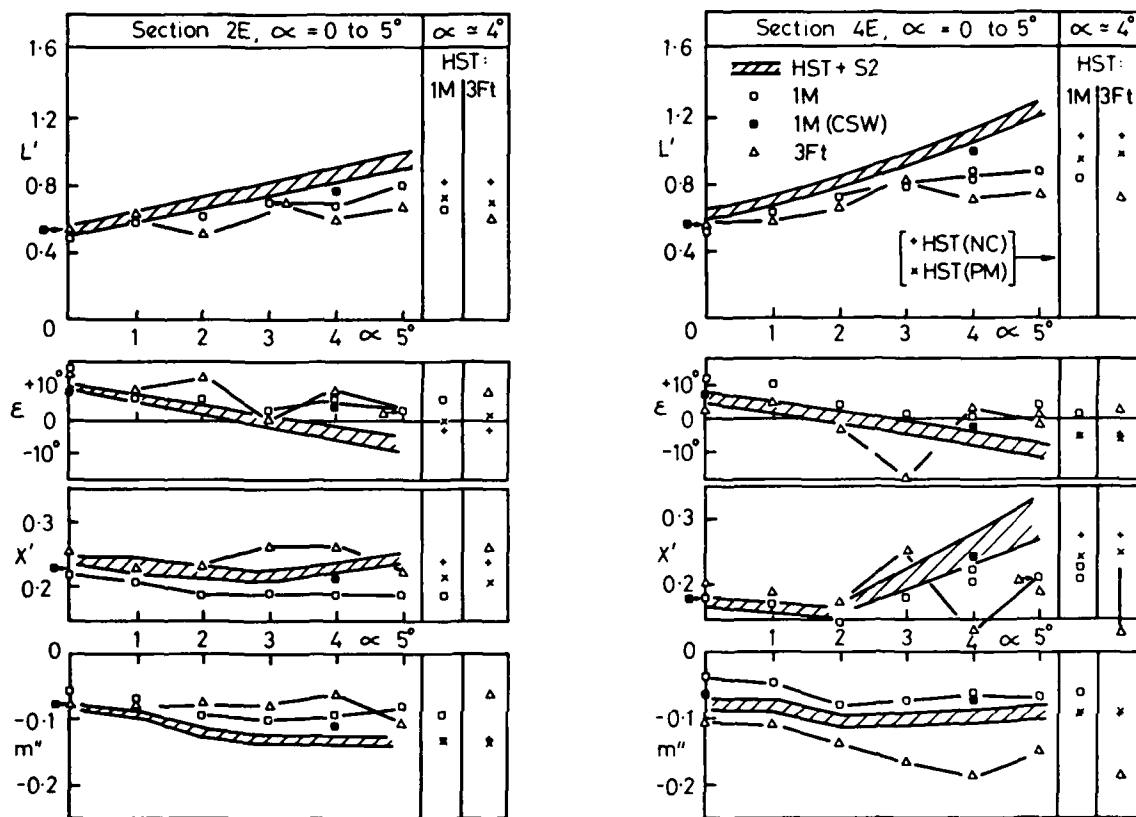 Section 2E, ∝ = 0 to 5°
∝ ≃ 4°
HST:
1M 3Ft
1·6
1·2
L'
0·8
0·4
0
1 2 3 ∝ 4 5°
+10°
ε
0
-10°
0·3
X'
0·2
1 2 3 ∝ 4 5°
0
-0·1
m"
-0·2
Section 4E, ∝ = 0 to 5°
∝ ≃ 4°
HST:
1M 3Ft
HST + S2
1M
1M (CSW)
3Ft
+ HST (NC)
× HST (PM)
1·6
1·2
L'
0·8
0·4
0
1 2 3 ∝ 4 5°
+10°
ε
0
-10°
0·3
X'
0·2
1 2 3 ∝ 4 5°
0
-0·1
m"
-0·2